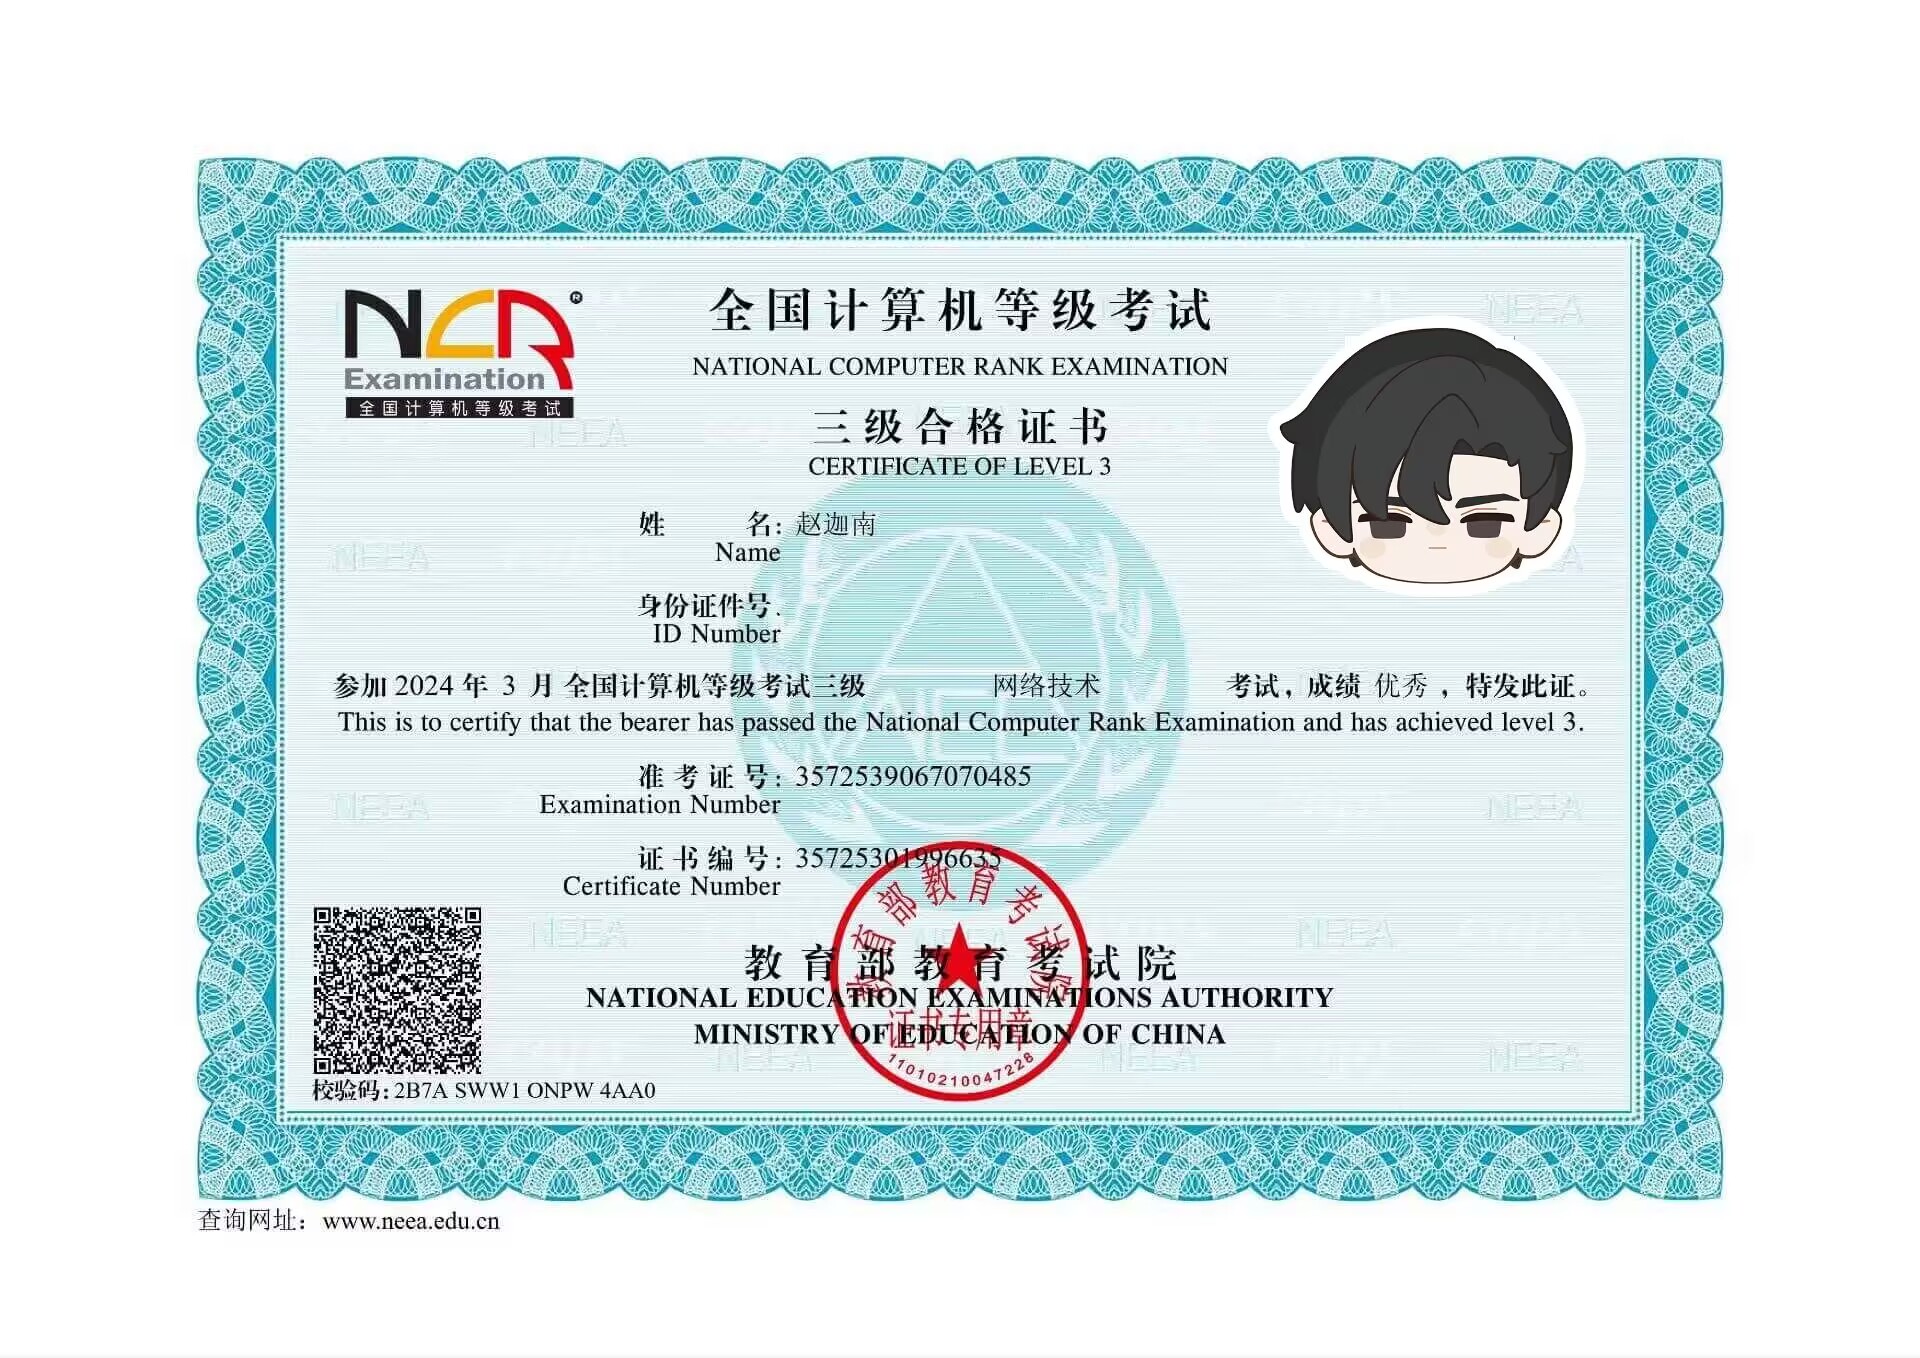 NCR®
Examination
全国计算机等级考试
全国计算机等级考试
NATIONAL COMPUTER RANK EXAMINATION
三级合格证书
CERTIFICATE OF LEVEL 3
姓 名: 赵迦南
Name
身份证件号.
ID Number
参加 2024 年 3 月 全国计算机等级考试三级 网络技术 考试，成绩 优秀 ，特发此证。
This is to certify that the bearer has passed the National Computer Rank Examination and has achieved level 3.
准考证号: 3572539067070485
Examination Number
证书编号: 35725301996635
Certificate Number
教育部教育考试院
NATIONAL EDUCATION EXAMINATIONS AUTHORITY
MINISTRY OF EDUCATION OF CHINA
教育部教育考试院
证书专用章
1101021004 7228
校验码: 2B7A SWW1 ONPW 4AA0
查询网址：www.neea.edu.cn
NEEA